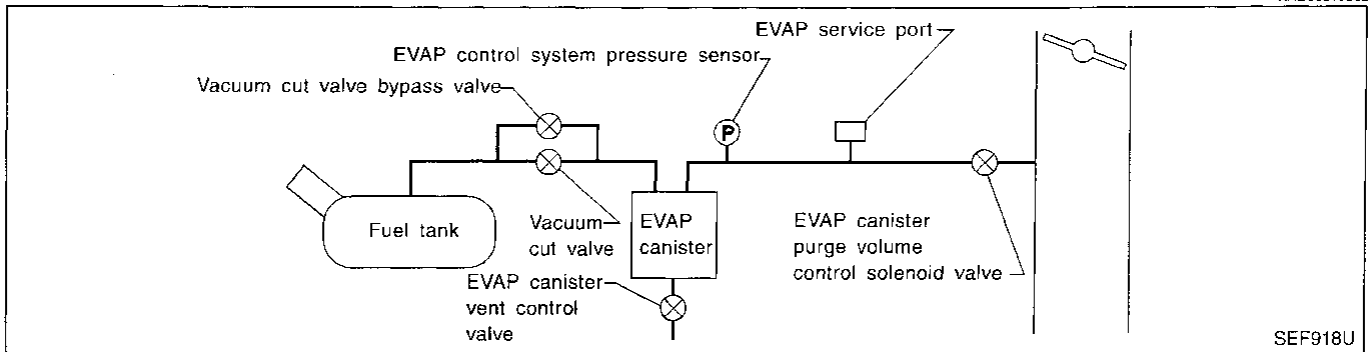 EVAP service port
EVAP control system pressure sensor
Vacuum cut valve bypass valve
P
Fuel tank
Vacuum
cut valve
EVAP
canister
EVAP canister
purge volume
control solenoid valve
EVAP canister
vent control
valve
SEF918U